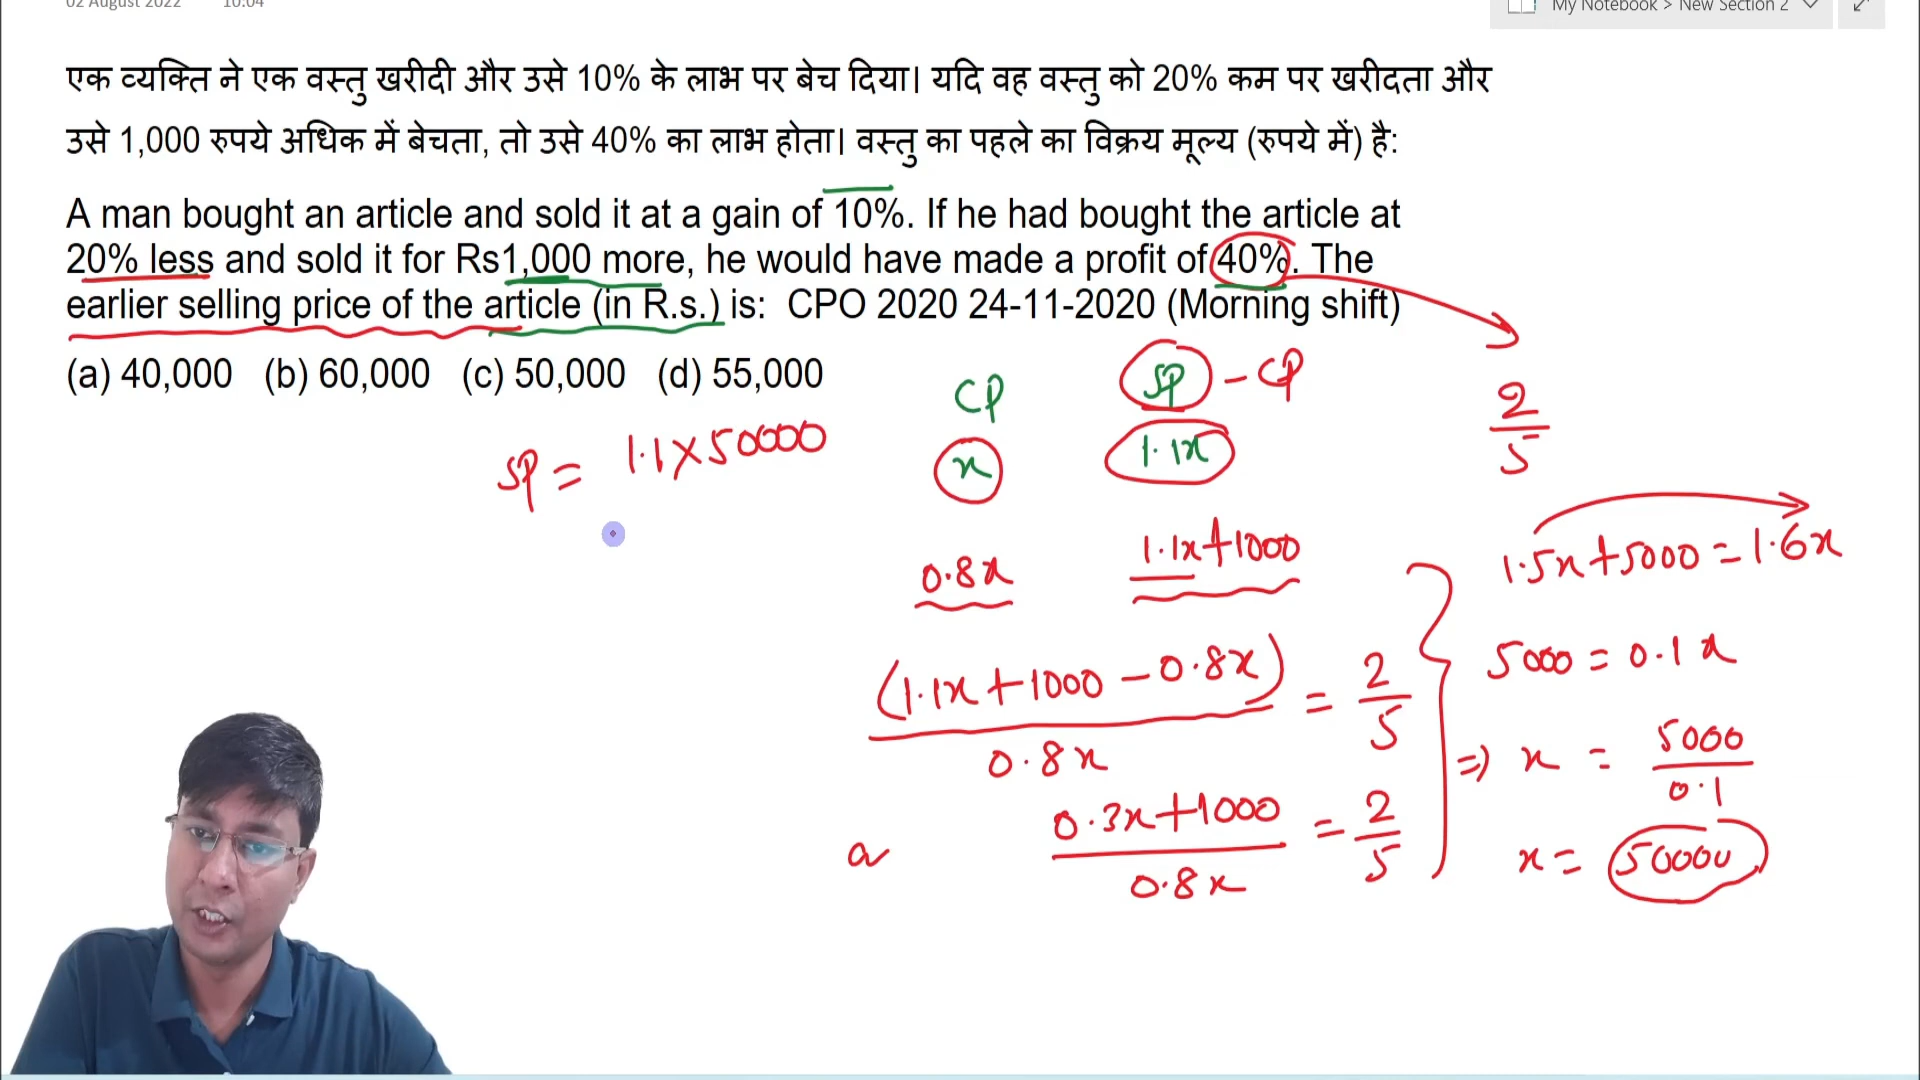 02 August 2022 10:04
My Notebook > New Section 2
एक व्यक्ति ने एक वस्तु खरीदी और उसे 10% के लाभ पर बेच दिया। यदि वह वस्तु को 20% कम पर खरीदता और
उसे 1,000 रुपये अधिक में बेचता, तो उसे 40% का लाभ होता। वस्तु का पहले का विक्रय मूल्य (रुपये में) है:
A man bought an article and sold it at a gain of 10%. If he had bought the article at
20% less and sold it for Rs1,000 more, he would have made a profit of 40%. The
earlier selling price of the article (in R.s.) is: CPO 2020 24-11-2020 (Morning shift)
(a) 40,000 (b) 60,000 (c) 50,000 (d) 55,000
CP SP - CP
2/5
SP = 1.1×50000
x 1.1x
0.8x 1.1x+1000
(1.1x+1000-0.8x)/0.8x = 2/5
a (0.3x+1000)/0.8x = 2/5
1.5x+5000=1.6x
5000=0.1x
⇒ x = 5000/0.1
x = 50000